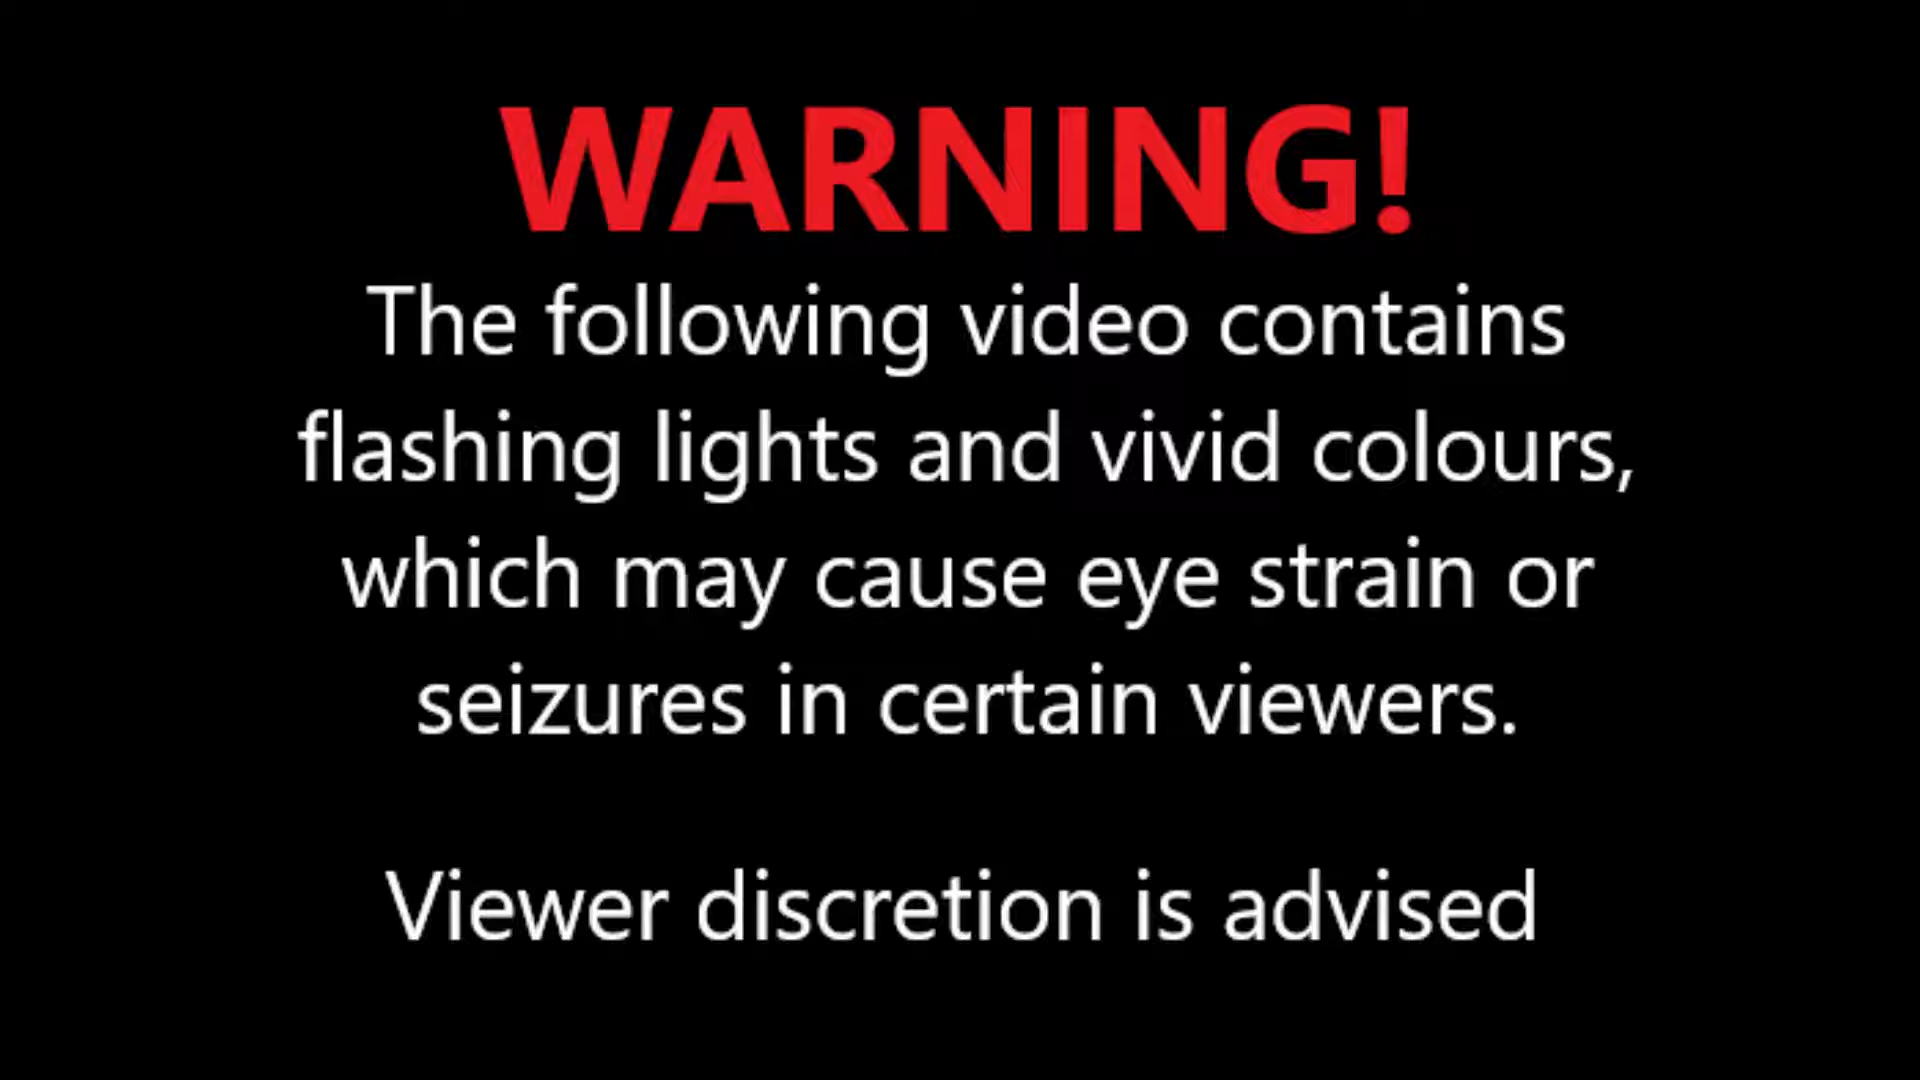 WARNING!
The following video contains
flashing lights and vivid colours,
which may cause eye strain or
seizures in certain viewers.
Viewer discretion is advised